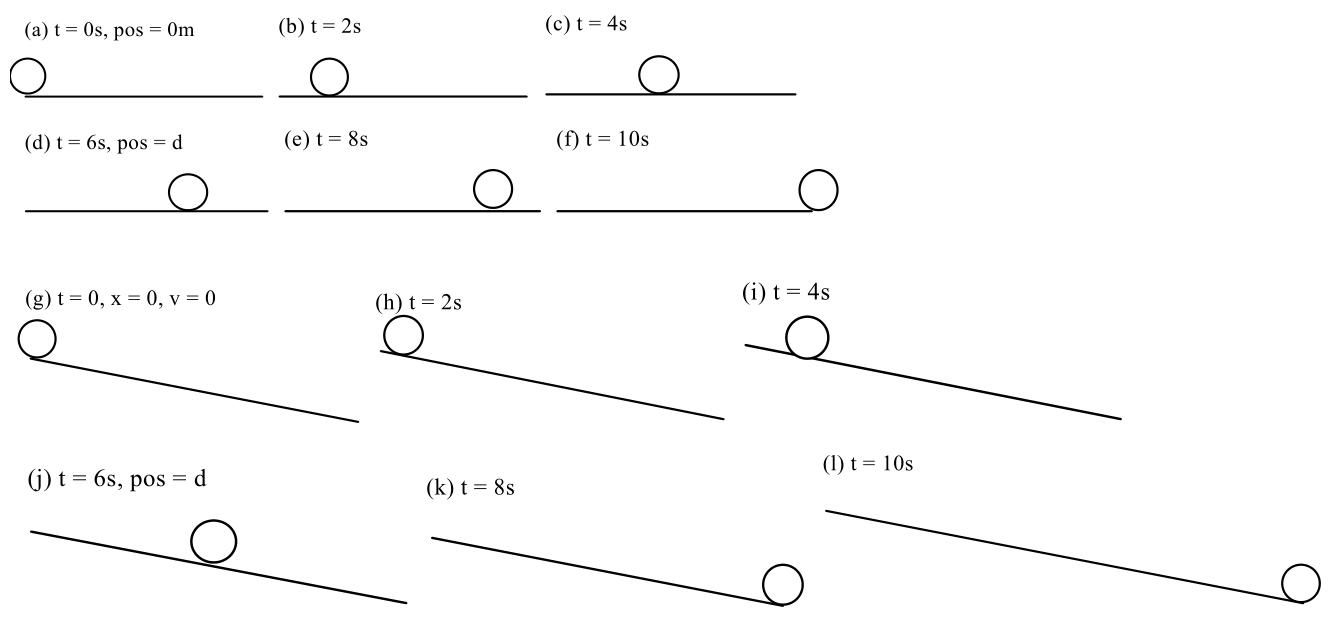 (a) t = 0s, pos = 0m
(b) t = 2s
(c) t = 4s
(d) t = 6s, pos = d
(e) t = 8s
(f) t = 10s
(g) t = 0, x = 0, v = 0
(h) t = 2s
(i) t = 4s
(j) t = 6s, pos = d
(k) t = 8s
(l) t = 10s